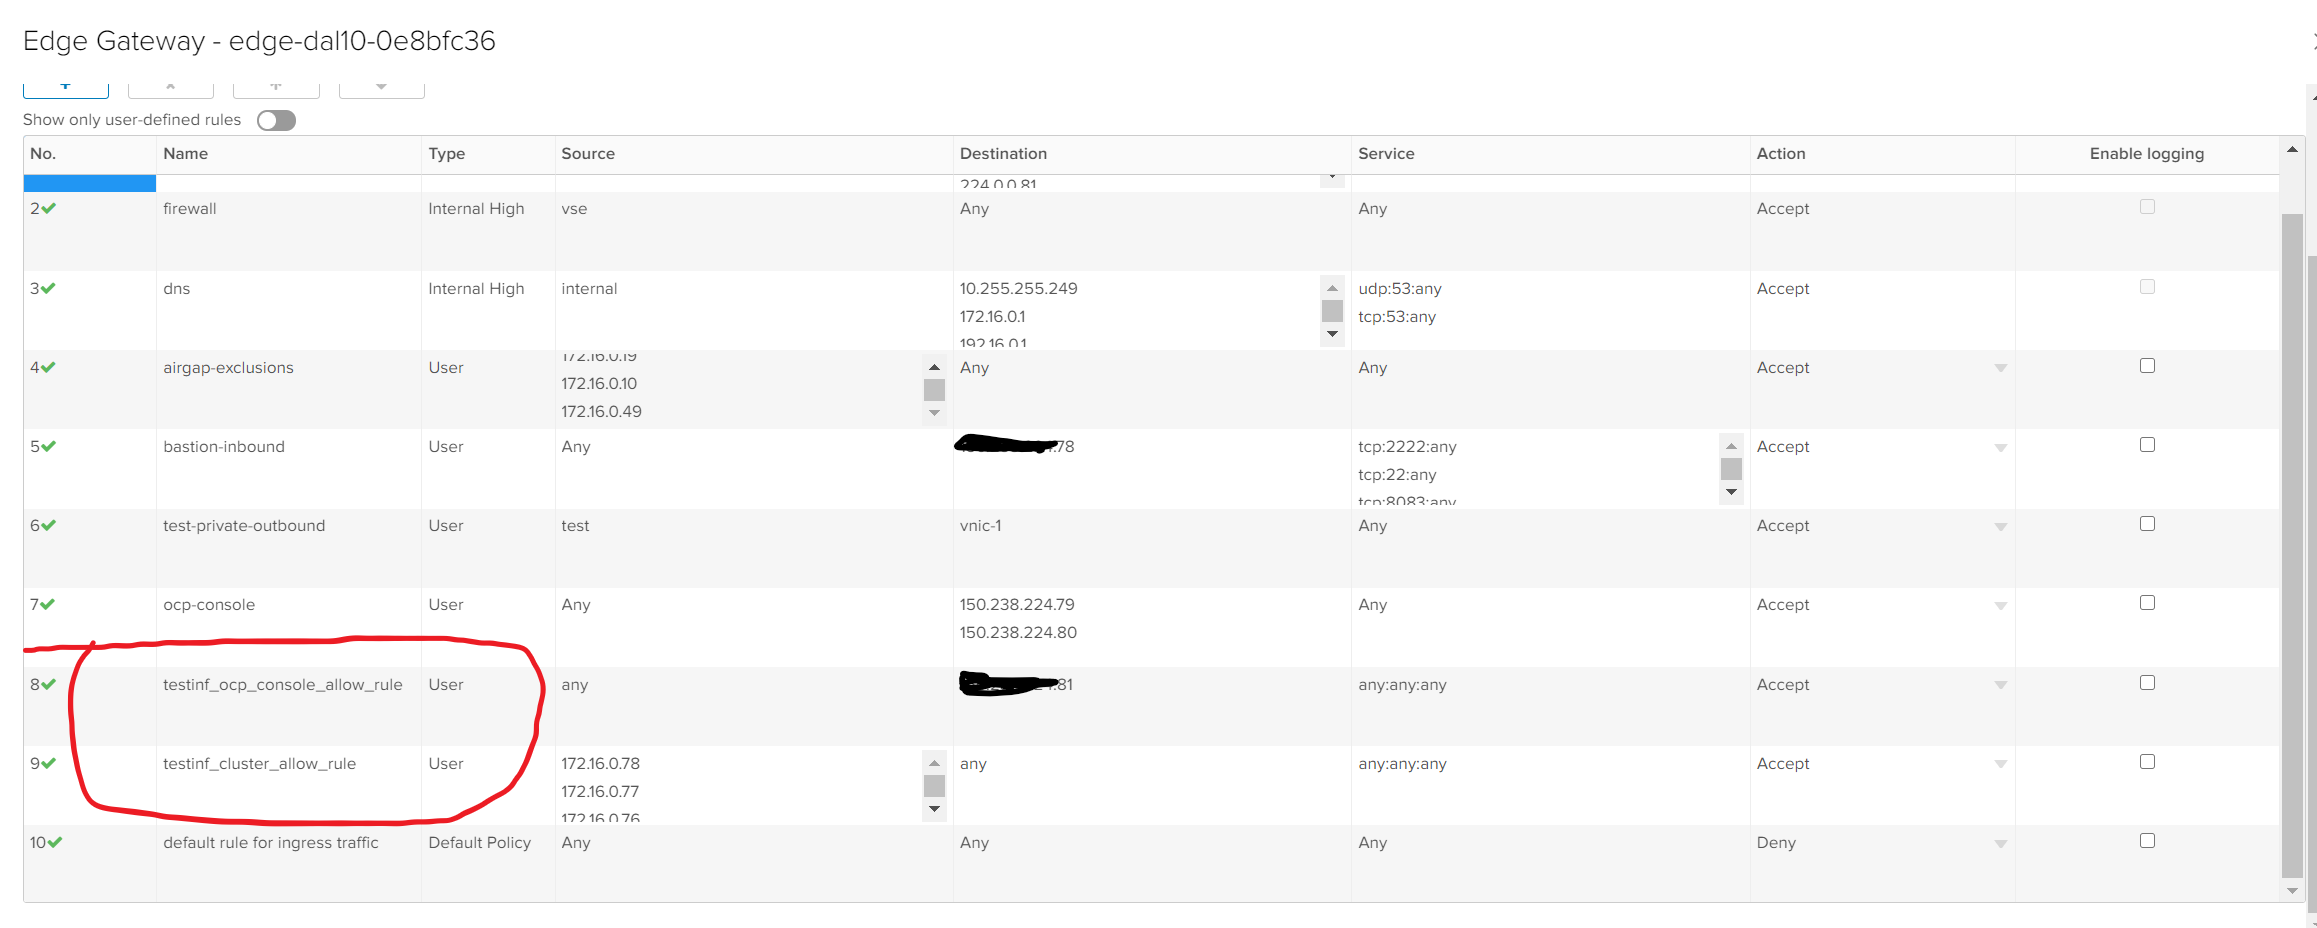 Edge Gateway - edge-dal10-0e8bfc36
Show only user-defined rules
No. Name Type Source Destination Service Action Enable logging
224.0.0.81
2 firewall Internal High vse Any Any Accept
3 dns Internal High internal 10.255.255.249 udp:53:any Accept
172.16.0.1 tcp:53:any
192.16.0.1
172.16.0.19
4 airgap-exclusions User Any Any Accept
172.16.0.10
172.16.0.49
5 bastion-inbound User Any .78 tcp:2222:any Accept
tcp:22:any
tcp:8083:any
6 test-private-outbound User test vnic-1 Any Accept
7 ocp-console User Any 150.238.224.79 Any Accept
150.238.224.80
8 testinf_ocp_console_allow_rule User any .81 any:any:any Accept
9 testinf_cluster_allow_rule User 172.16.0.78 any any:any:any Accept
172.16.0.77
172.16.0.76
10 default rule for ingress traffic Default Policy Any Any Any Deny